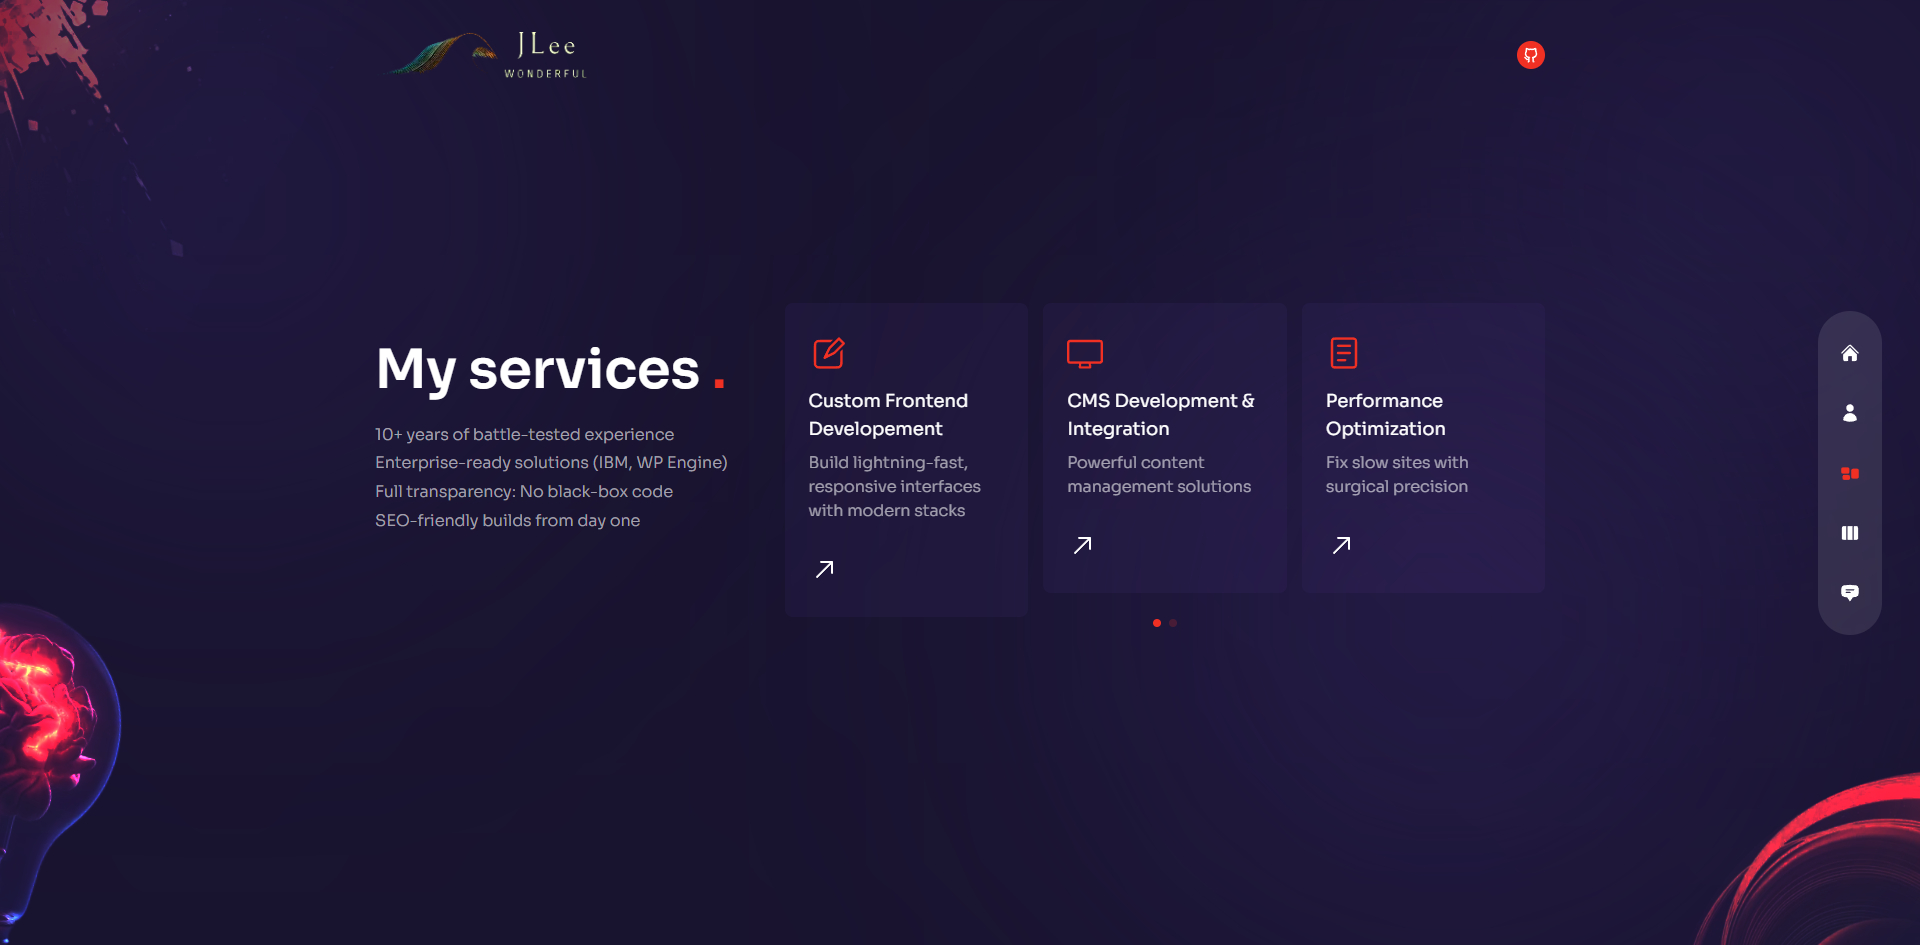 JLee
WONDERFUL
My services .
10+ years of battle-tested experience
Enterprise-ready solutions (IBM, WP Engine)
Full transparency: No black-box code
SEO-friendly builds from day one
Custom Frontend
Developement
Build lightning-fast,
responsive interfaces
with modern stacks
CMS Development &
Integration
Powerful content
management solutions
Performance
Optimization
Fix slow sites with
surgical precision